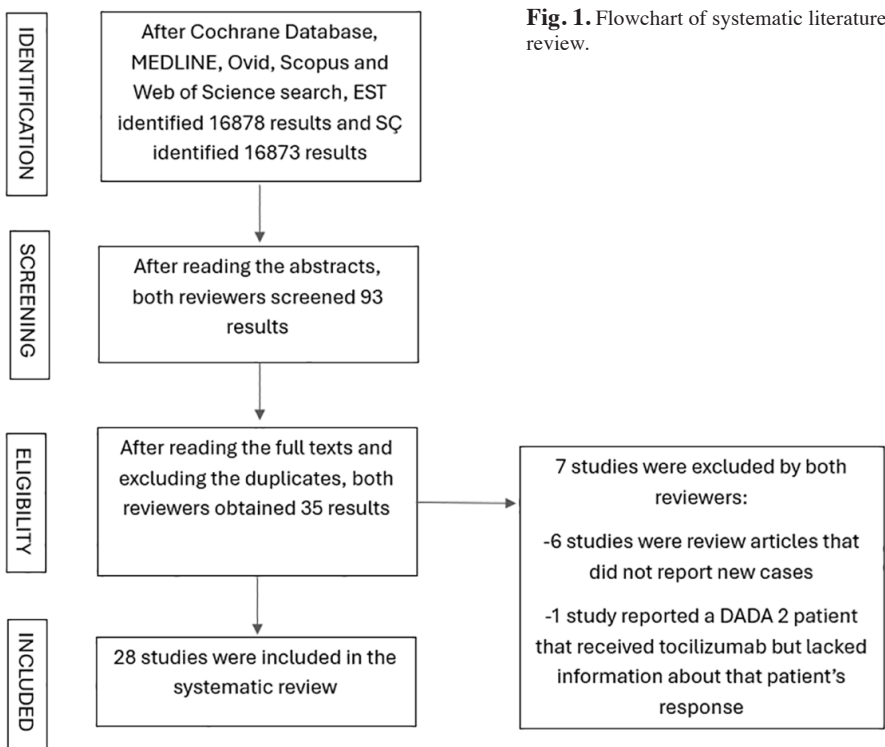 Fig. 1. Flowchart of systematic literature
review.
IDENTIFICATION
After Cochrane Database,
MEDLINE, Ovid, Scopus and
Web of Science search, EST
identified 16878 results and SÇ
identified 16873 results
SCREENING
After reading the abstracts,
both reviewers screened 93
results
ELIGIBILITY
After reading the full texts and
excluding the duplicates, both
reviewers obtained 35 results
7 studies were excluded by both
reviewers:
-6 studies were review articles that
did not report new cases
-1 study reported a DADA 2 patient
that received tocilizumab but lacked
information about that patient's
response
INCLUDED
28 studies were included in the
systematic review